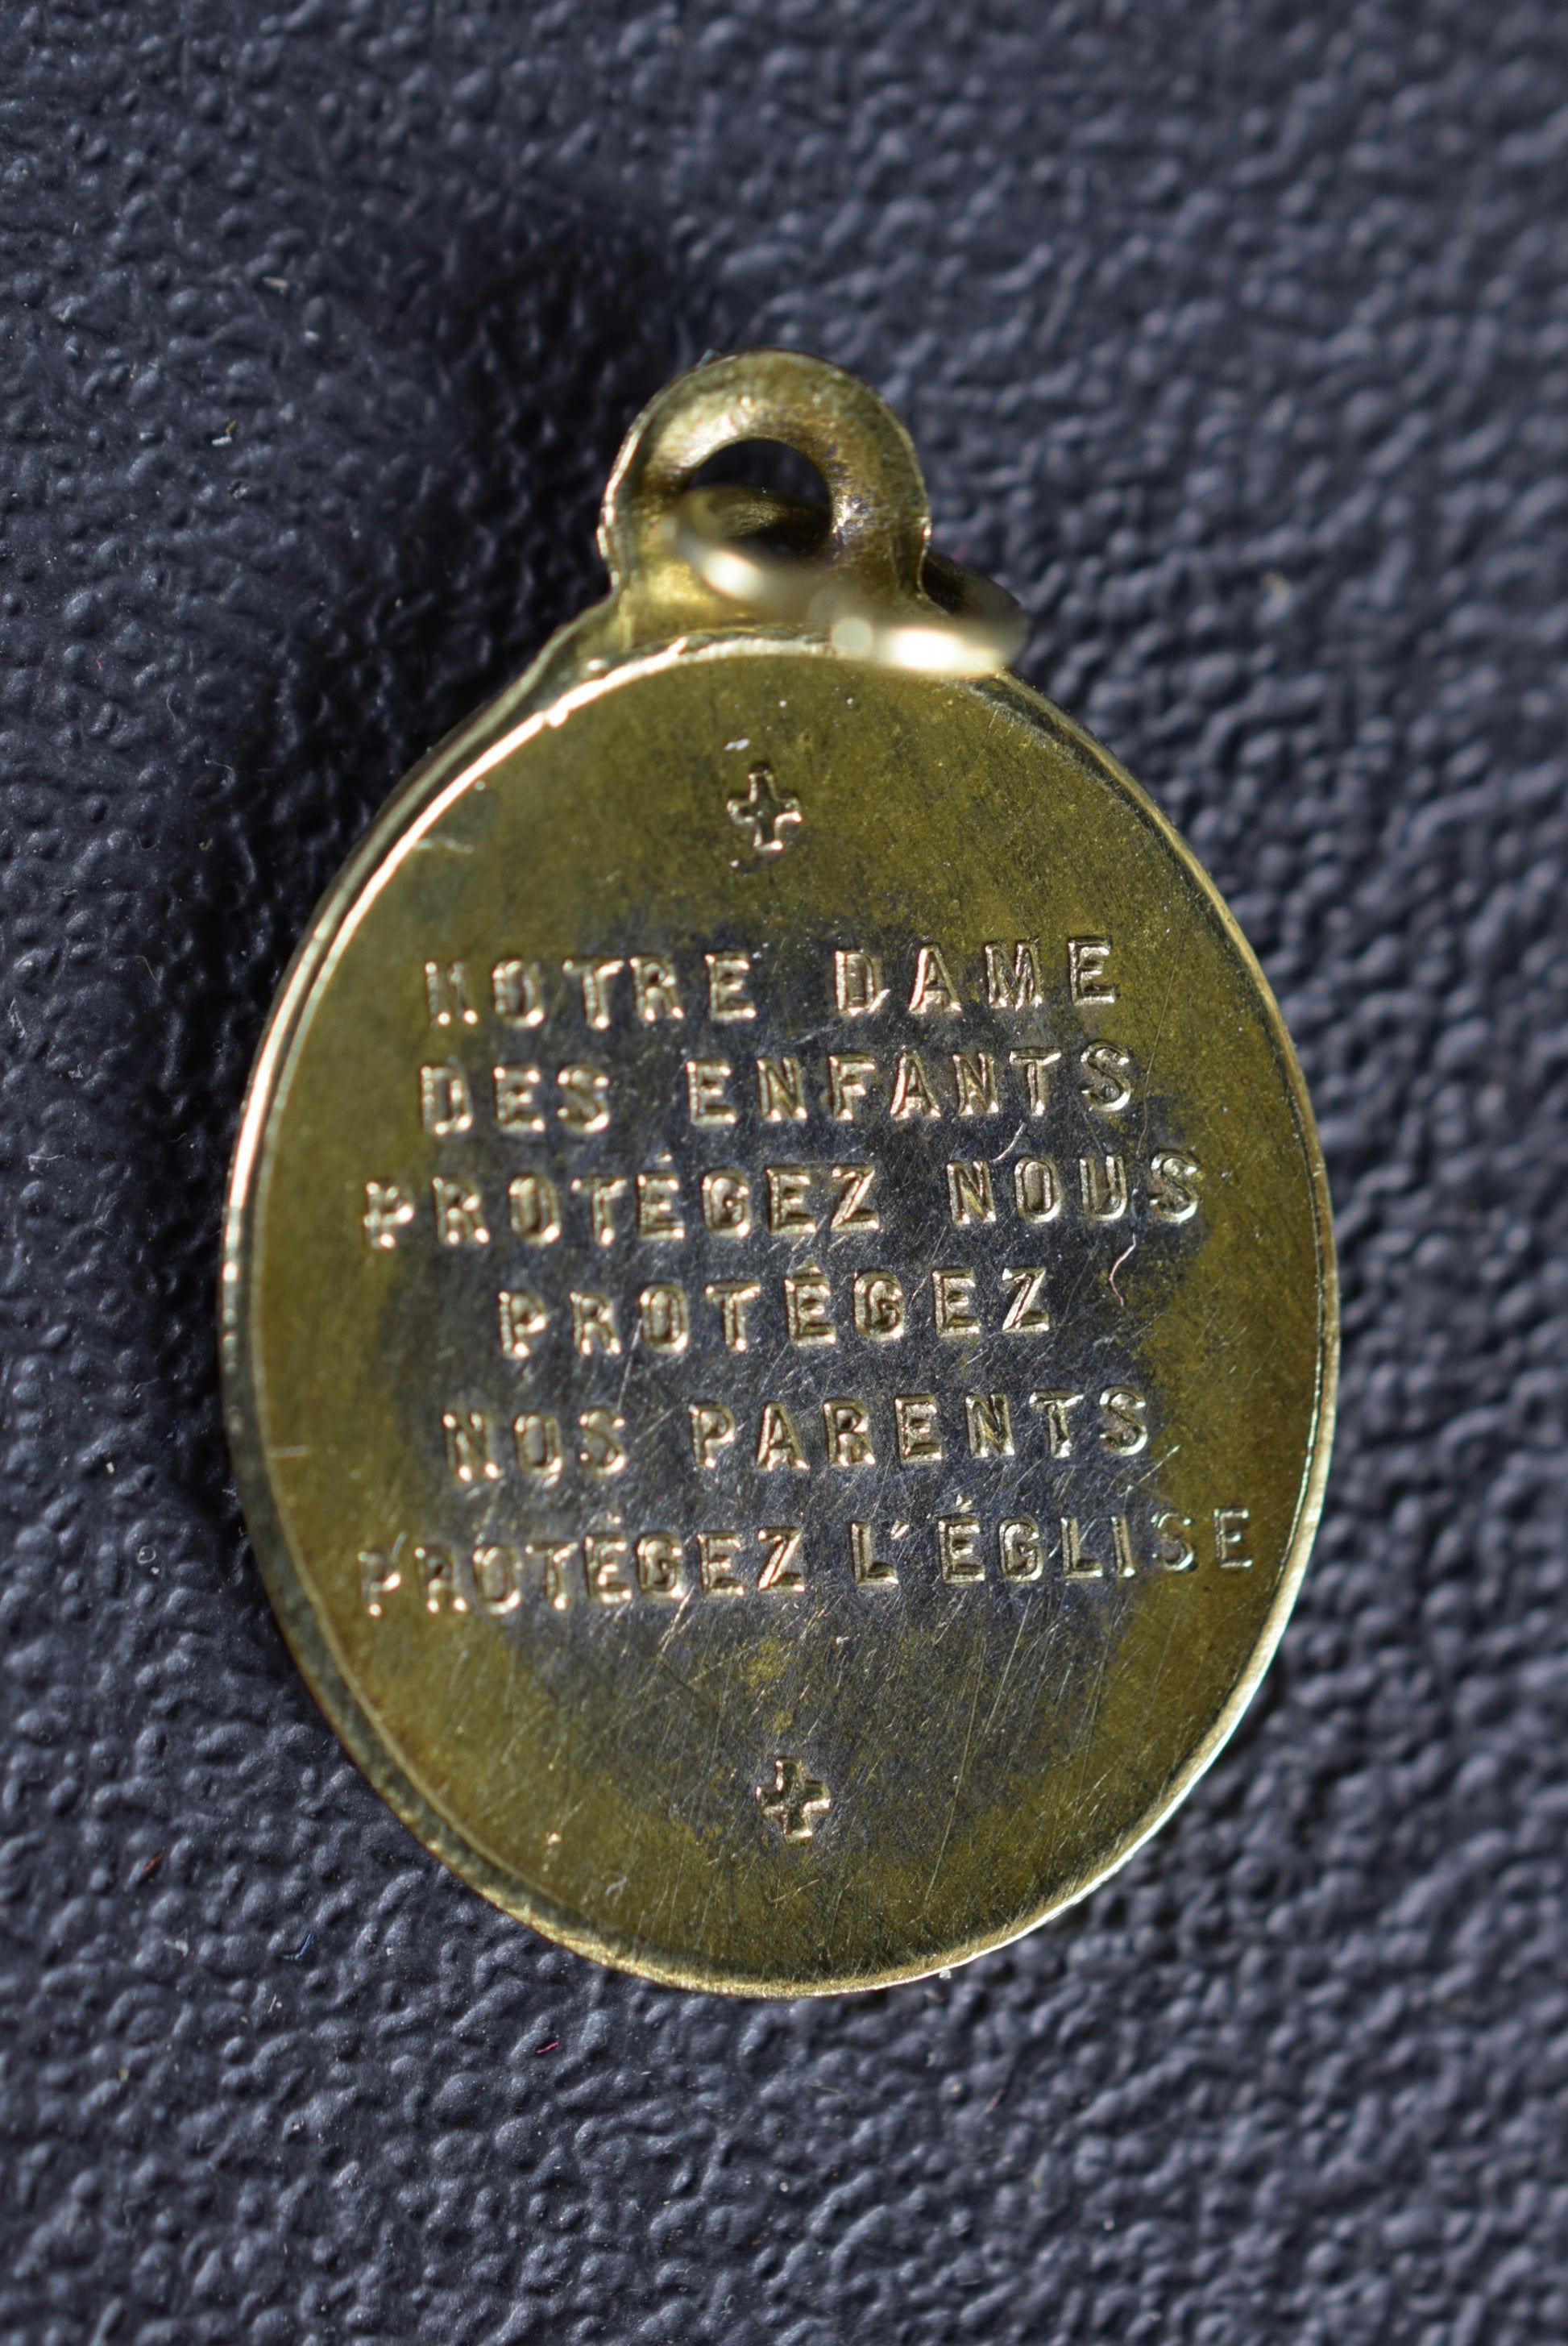 NOTRE DAME
DES ENFANTS
PROTÉGEZ NOUS
PROTÉGEZ
NOS PARENTS
PROTÉGEZ L'ÉGLISE